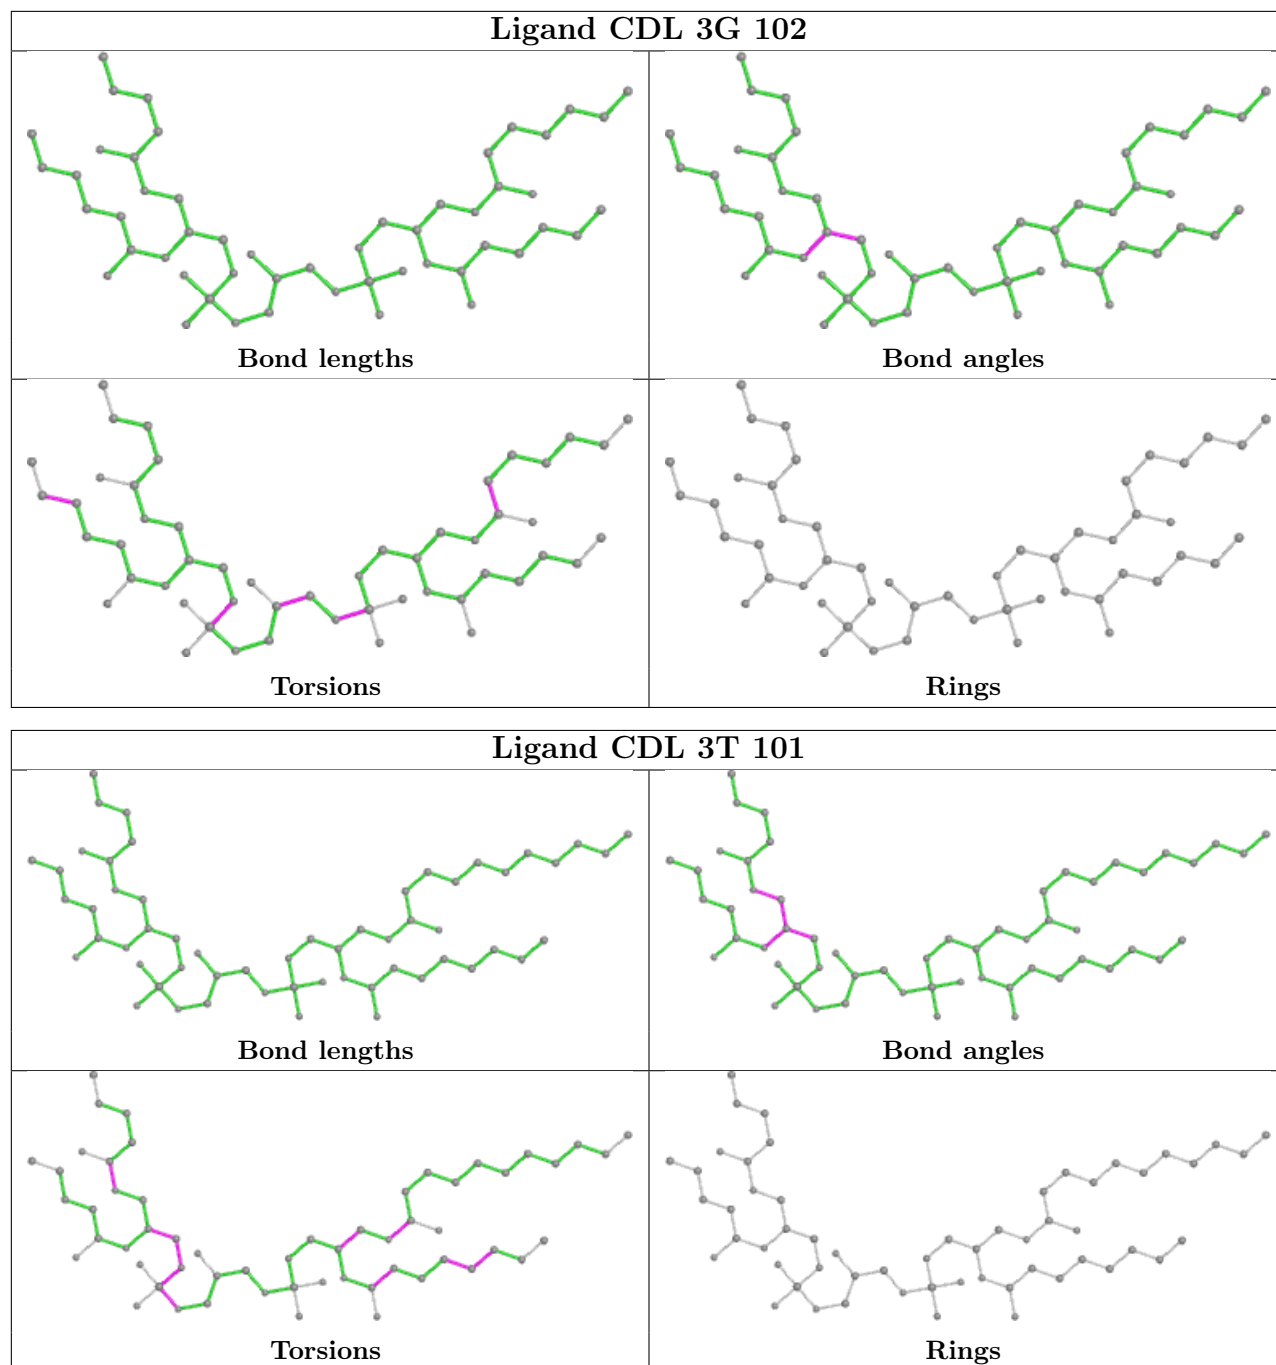 Ligand CDL 3G 102
Bond lengths
Bond angles
Torsions
Rings
Ligand CDL 3T 101
Bond lengths
Bond angles
Torsions
Rings